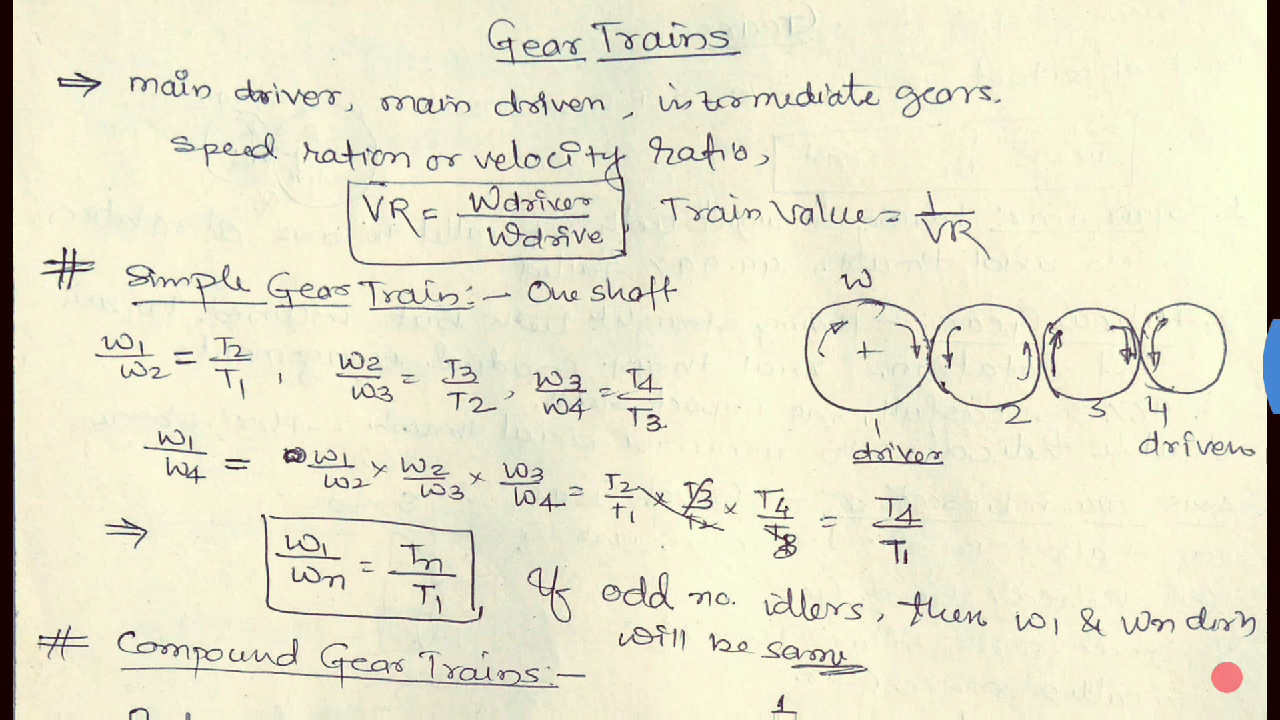 Gear Trains
⇒ main driver, main driven, intermediate gears.
Speed ration or velocity ratio,
VR = Wdriver / Wdrive Train Value = 1/VR
# Simple Gear Train:- One shaft
W
ω1/ω2 = T2/T1, ω2/ω3 = T3/T2, ω3/ω4 = T4/T3
+
1 2 3 4
driver driven
ω1/ω4 = ω1/ω2 × ω2/ω3 × ω3/ω4 = T2/T1 × T3/T2 × T4/T3 = T4/T1
⇒ ω1/ωn = Tn/T1 If odd no. idlers, then ω1 & ωn dirn
will be same
# Compound Gear Trains:-
1